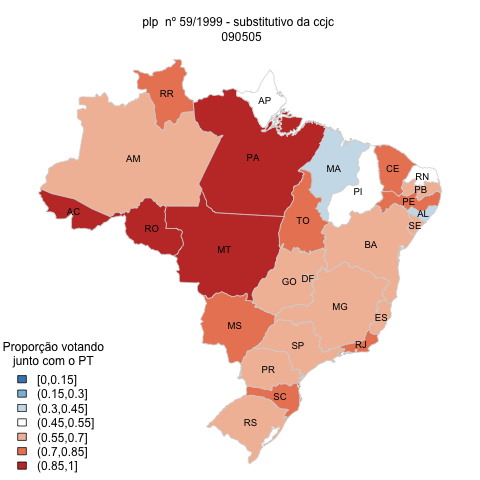 plp nº 59/1999 - substitutivo da ccjc
090505
RR
AP
AM
PA
MA
CE
RN
PI
PB
PE
AL
SE
AC
RO
TO
MT
BA
GO
DF
MG
ES
MS
SP
RJ
PR
SC
RS
Proporção votando
junto com o PT
[0,0.15]
(0.15,0.3]
(0.3,0.45]
(0.45,0.55]
(0.55,0.7]
(0.7,0.85]
(0.85,1]